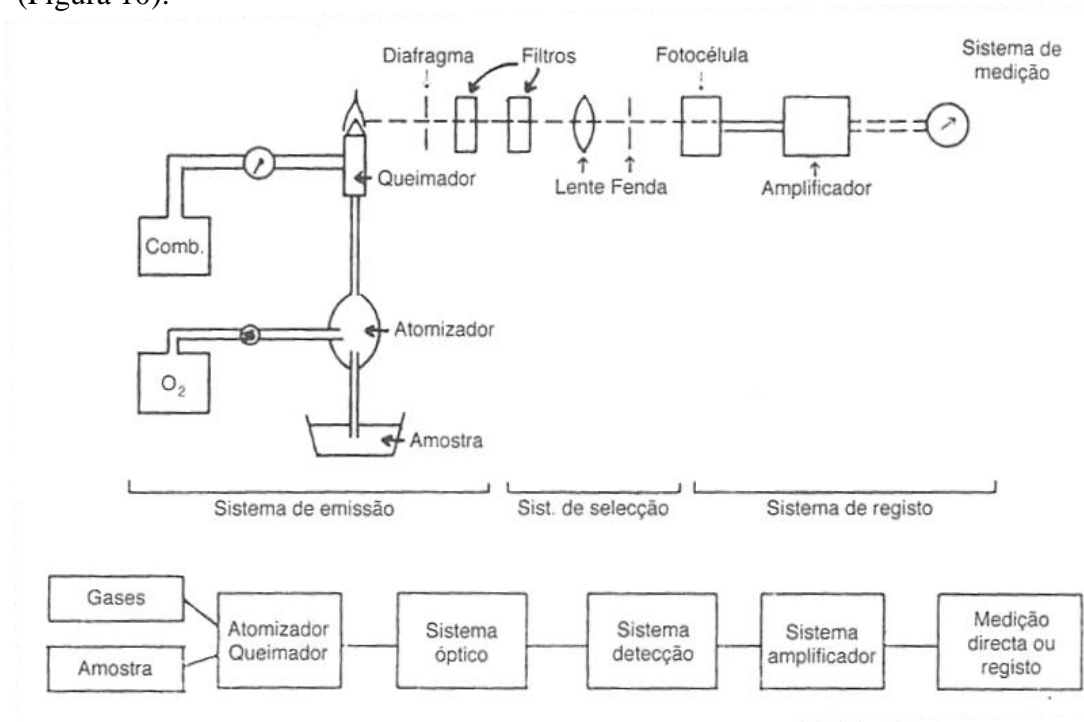 (Figura 10).
Diafragma
Filtros
Fotocélula
Sistema de
medição
Queimador
Lente Fenda
Amplificador
Comb.
Atomizador
O₂
Amostra
Sistema de emissão
Sist. de selecção
Sistema de registo
Gases
Amostra
Atomizador
Queimador
Sistema
óptico
Sistema
detecção
Sistema
amplificador
Medição
directa ou
registo